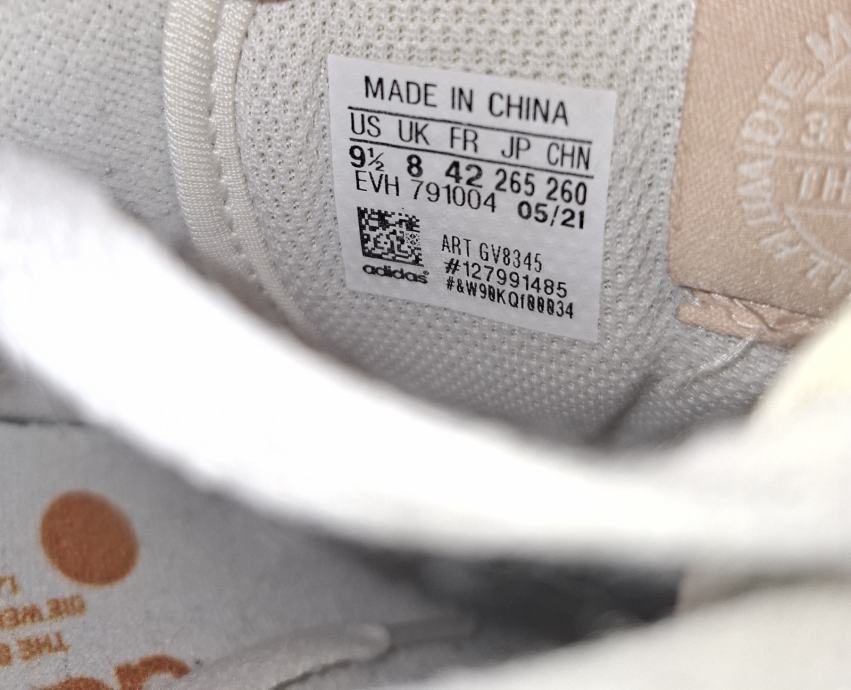 MADE IN CHINA
US UK FR JP CHN
9½ 8 42 265 260
EVH 791004 05/21
ART GV8345
#127991485
#&W90KQf00034
adidas
THE